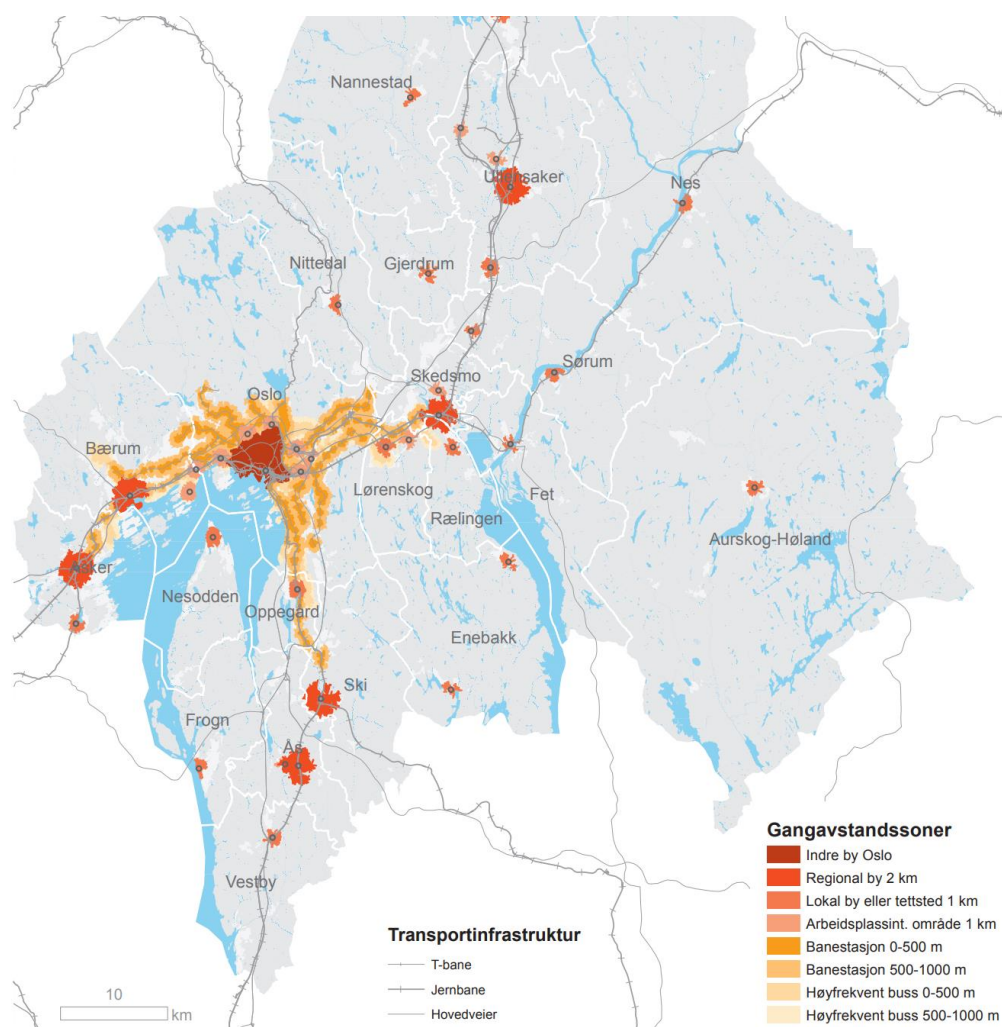 Nannestad
Ullensaker
Nes
Nittedal
Gjerdrum
Sørum
Skedsmo
Oslo
Bærum
Lørenskog
Fet
Rælingen
Aurskog-Høland
Asker
Nesodden
Oppegård
Enebakk
Ski
Frogn
Ås
Vestby
Gangavstandssoner
Indre by Oslo
Regional by 2 km
Lokal by eller tettsted 1 km
Arbeidsplassint. område 1 km
Banestasjon 0-500 m
Banestasjon 500-1000 m
Høyfrekvent buss 0-500 m
Høyfrekvent buss 500-1000 m
Transportinfrastruktur
T-bane
Jernbane
Hovedveier
10
km